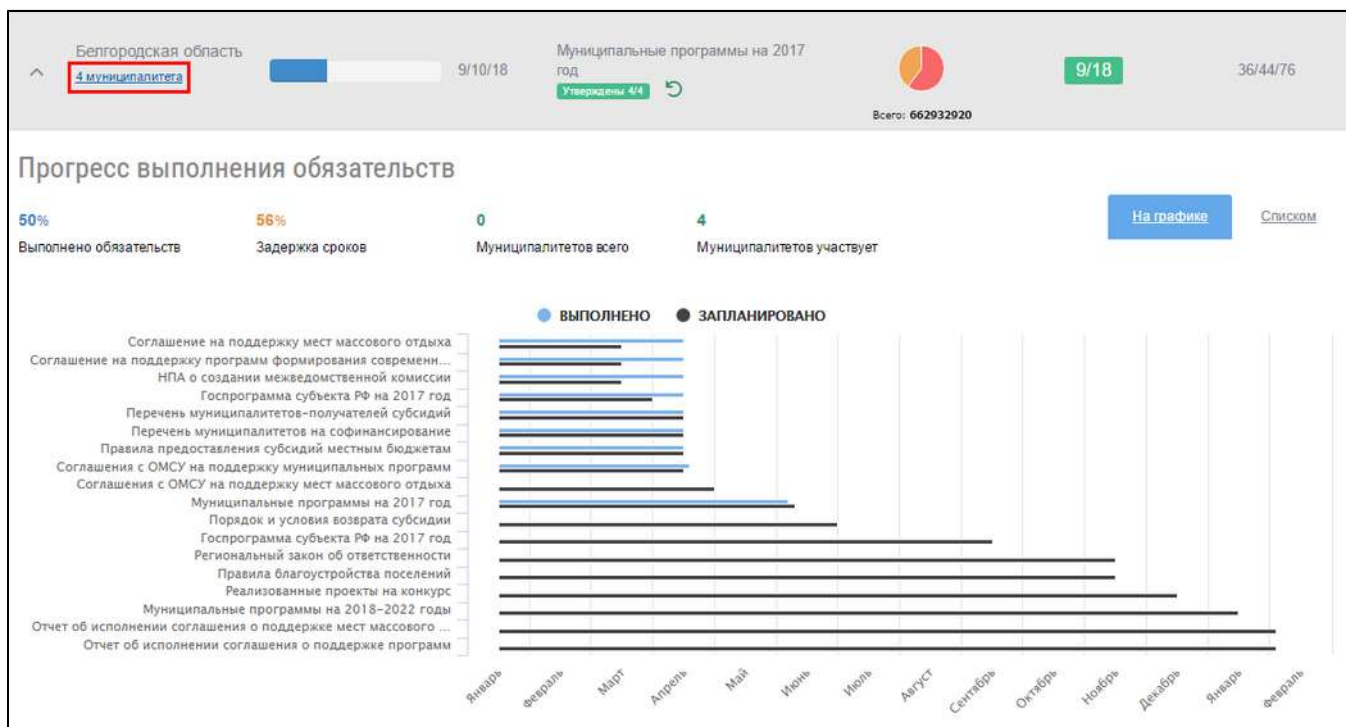 Белгородская область
4 муниципалитета
9/10/18
Муниципальные программы на 2017
год
Утверждены 4/4
Всего: 662932920
9/18
36/44/76
Прогресс выполнения обязательств
50%
Выполнено обязательств
56%
Задержка сроков
0
Муниципалитетов всего
4
Муниципалитетов участвует
На графике
Списком
ВЫПОЛНЕНО
ЗАПЛАНИРОВАНО
Соглашение на поддержку мест массового отдыха
Соглашение на поддержку программ формирования современн...
НПА о создании межведомственной комиссии
Госпрограмма субъекта РФ на 2017 год
Перечень муниципалитетов-получателей субсидий
Перечень муниципалитетов на софинансирование
Правила предоставления субсидий местным бюджетам
Соглашения с ОМСУ на поддержку муниципальных программ
Соглашения с ОМСУ на поддержку мест массового отдыха
Муниципальные программы на 2017 год
Порядок и условия возврата субсидии
Госпрограмма субъекта РФ на 2017 год
Региональный закон об ответственности
Правила благоустройства поселений
Реализованные проекты на конкурс
Муниципальные программы на 2018-2022 годы
Отчет об исполнении соглашения о поддержке мест массового ...
Отчет об исполнении соглашения о поддержке программ
Январь
Февраль
Март
Апрель
Май
Июнь
Июль
Август
Сентябрь
Октябрь
Ноябрь
Декабрь
Январь
Февраль